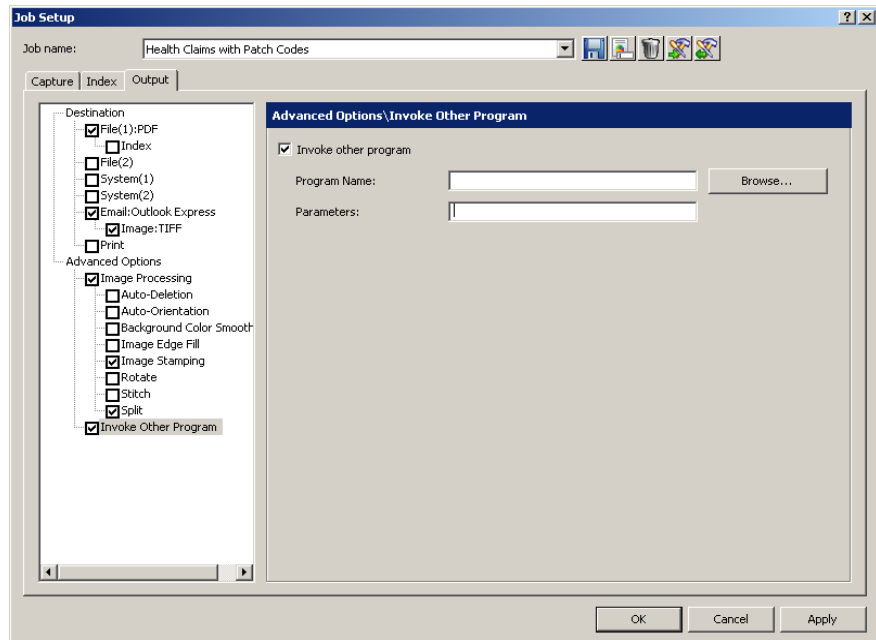 Job Setup
Job name: Health Claims with Patch Codes
Capture Index Output
Destination
File(1):PDF
Index
File(2)
System(1)
System(2)
Email:Outlook Express
Image:TIFF
Print
Advanced Options
Image Processing
Auto-Deletion
Auto-Orientation
Background Color Smooth
Image Edge Fill
Image Stamping
Rotate
Stitch
Split
Invoke Other Program
Advanced Options\Invoke Other Program
Invoke other program
Program Name: Browse...
Parameters:
OK Cancel Apply